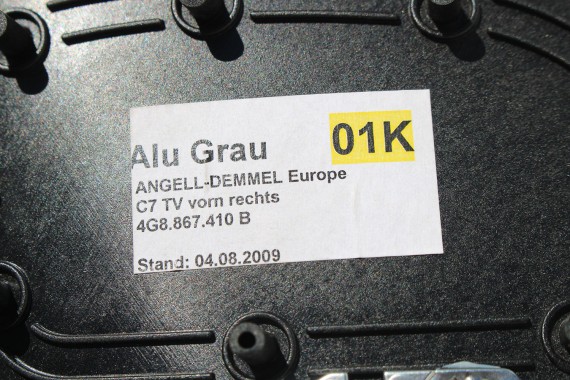 Alu Grau 01K
ANGELL-DEMMEL Europe
C7 TV vorn rechts
4G8.867.410 B
Stand: 04.08.2009